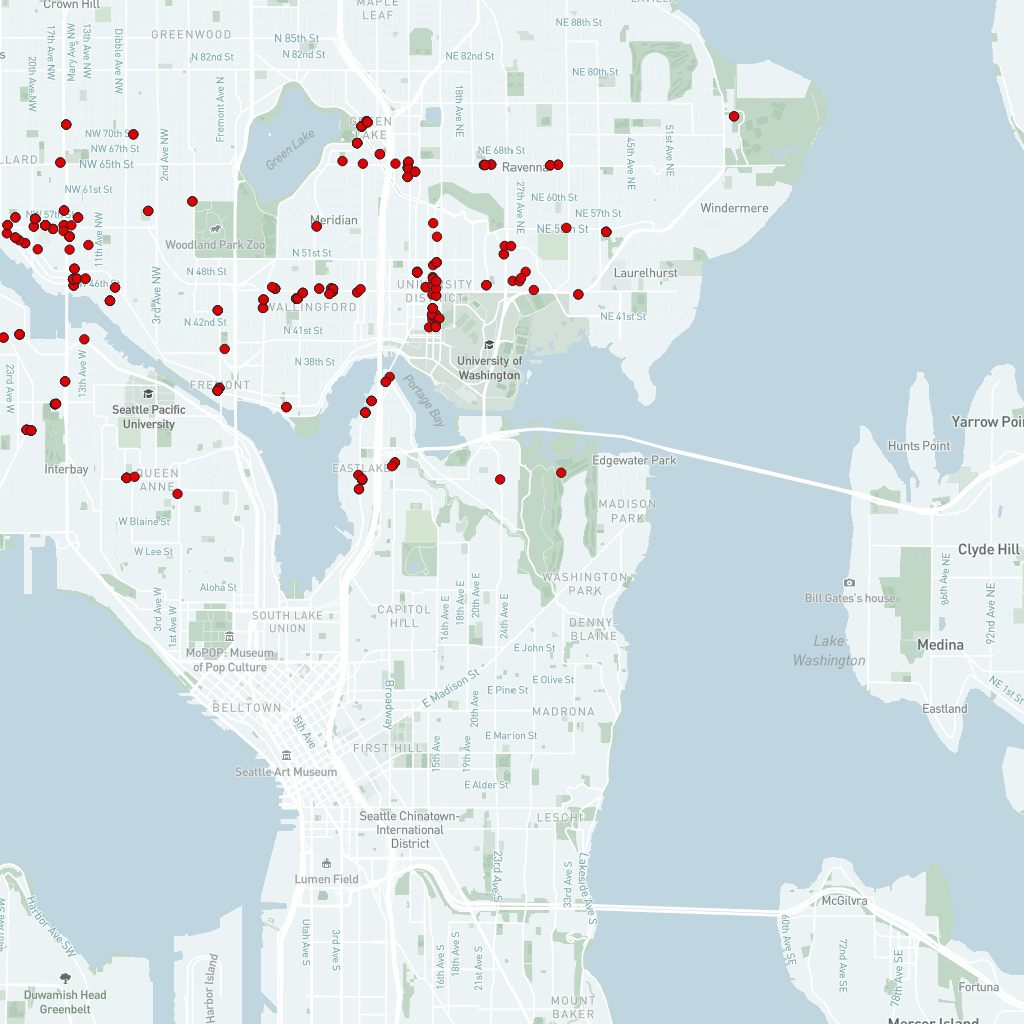 Crown Hill
MAPLE
LEAF
NE 88th St
GREENWOOD
N 85th St
N 82nd St
NE 82nd St
NE 80th St
17th Ave NW
Mary Ave NW
13th Ave NW
Dibble Ave NW
20th Ave NW
Fremont Ave N
18th Ave NE
2nd Ave NW
45th Ave NE
51st Ave NE
GREEN
LAKE
Green Lake
NW 70th St
NW 67th St
NW 65th St
LLARD
NE 68th St
Ravenna
NW 61st St
27th Ave NE
NE 60th St
NW 57th St
NE 57th St
Windermere
Meridian
11th Ave NW
Woodland Park Zoo
N 51st St
3rd Ave NW
N 48th St
Laurelhurst
UNIVERSITY
DISTRICT
WALLINGFORD
N 42nd St
N 41st St
NE 41st St
N 38th St
University of
Washington
23rd Ave W
13th Ave W
FREMONT
Seattle Pacific
University
Portage Bay
Yarrow Poin
Hunts Point
Interbay
QUEEN
ANNE
EASTLAKE
Edgewater Park
MADISON
PARK
W Blaine St
W Lee St
Clyde Hill
Aloha St
WASHINGTON
PARK
Bill Gates's house
86th Ave NE
92nd Ave NE
3rd Ave W
1st Ave W
SOUTH LAKE
UNION
CAPITOL
HILL
16th Ave E
18th Ave E
20th Ave E
24th Ave E
DENNY-
BLAINE
MoPOP: Museum
of Pop Culture
E John St
Lake
Washington
Medina
E Madison St
E Olive St
E Pine St
NE 1st St
BELLTOWN
5th Ave
Broadway
20th Ave
MADRONA
Eastland
E Marion St
FIRST HILL
15th Ave
19th Ave
Seattle Art Museum
E Alder St
Seattle Chinatown-
International
District
LESCHI
Lumen Field
23rd Ave S
33rd Ave S
Lakeside Ave S
McGilvra
Harbor Ave SW
Utah Ave S
3rd Ave S
16th Ave S
18th Ave S
21st Ave S
60th Ave SE
72nd Ave SE
78th Ave SE
Harbor Island
Duwamish Head
Greenbelt
Fortuna
MOUNT
BAKER
Mercer Island